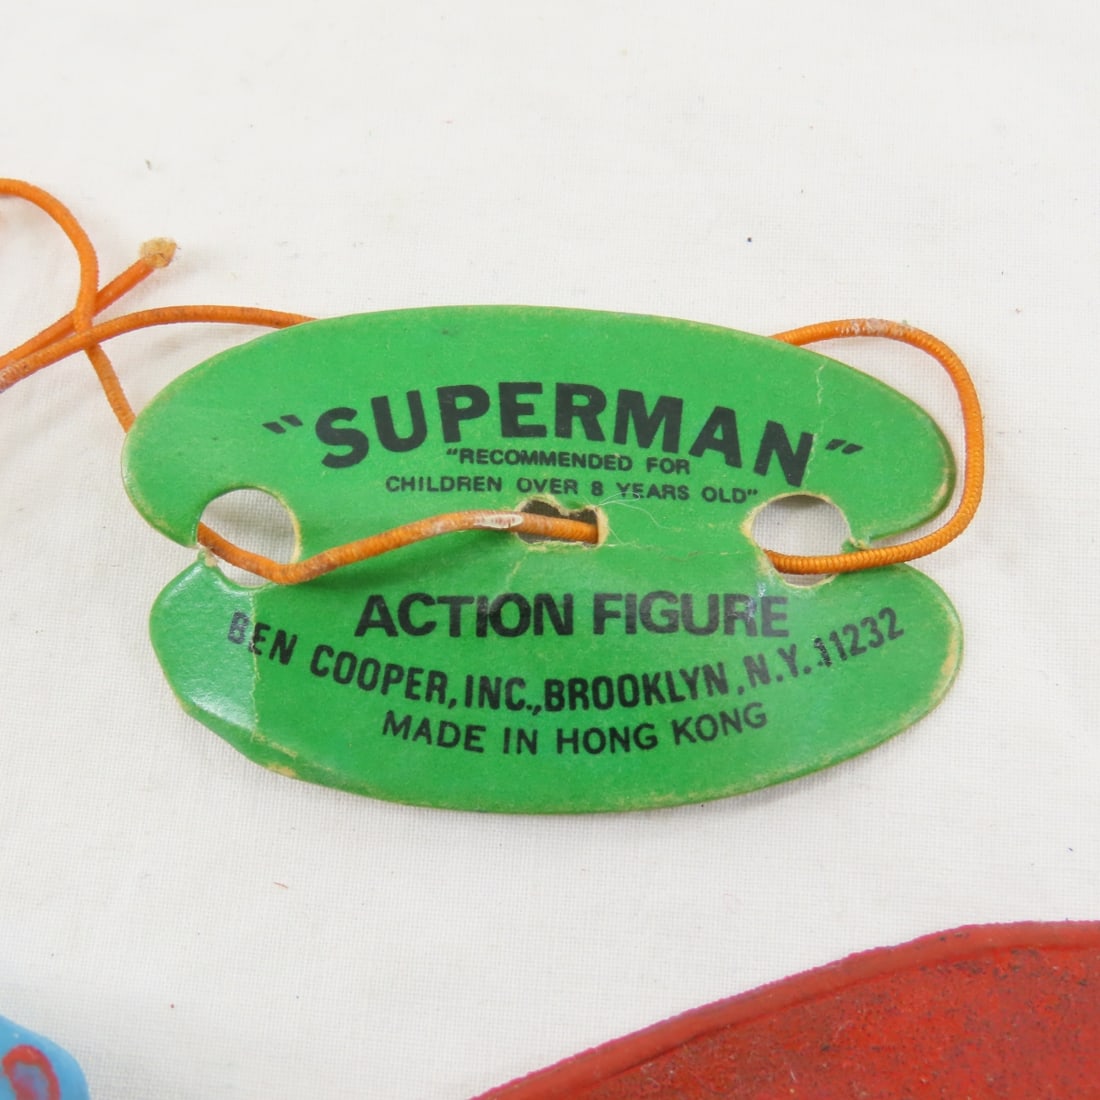 "SUPERMAN"
"RECOMMENDED FOR
CHILDREN OVER 8 YEARS OLD"
ACTION FIGURE
BEN COOPER, INC., BROOKLYN, N.Y. 11232
MADE IN HONG KONG